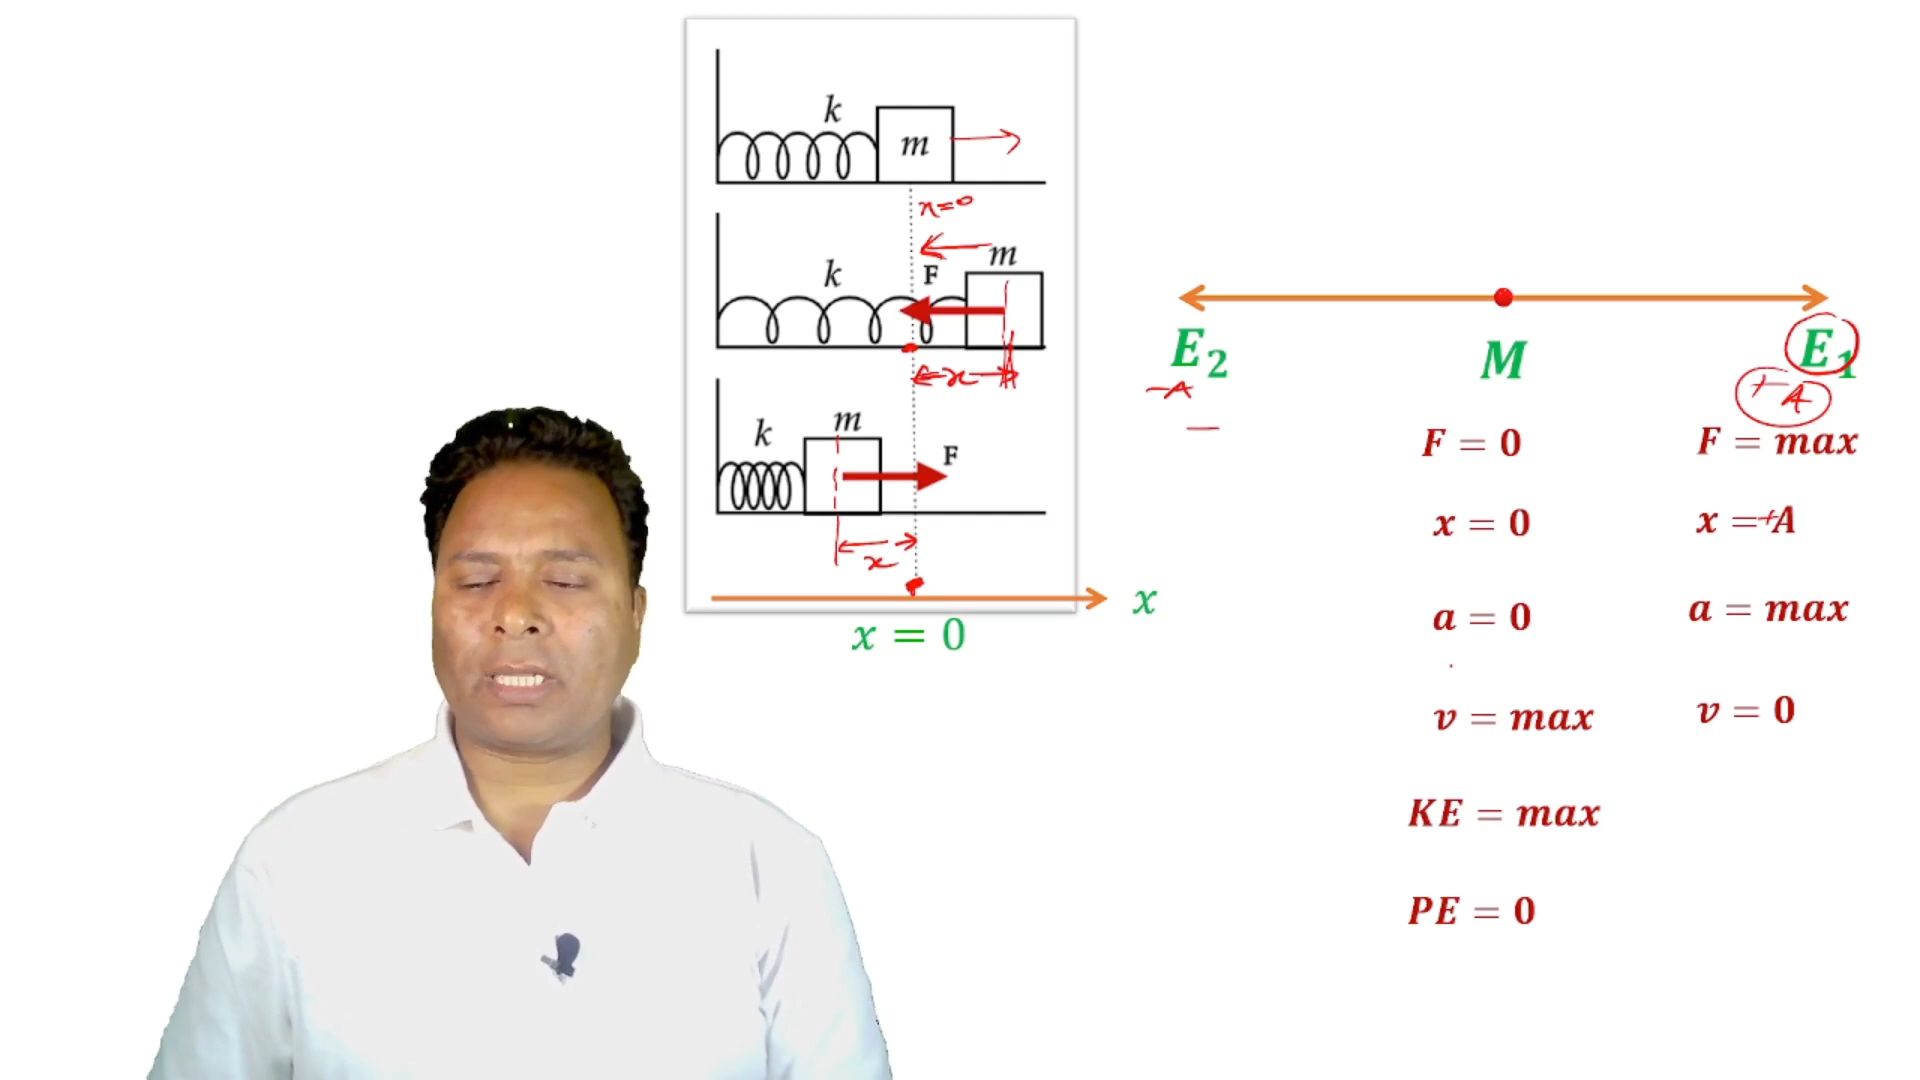 k
m
x=0
m
k
F
x
m
k
F
x
x
x = 0
E₂ M E₁
-A +A
F = 0 F = max
x = 0 x =+A
a = 0 a = max
v = max v = 0
KE = max
PE = 0